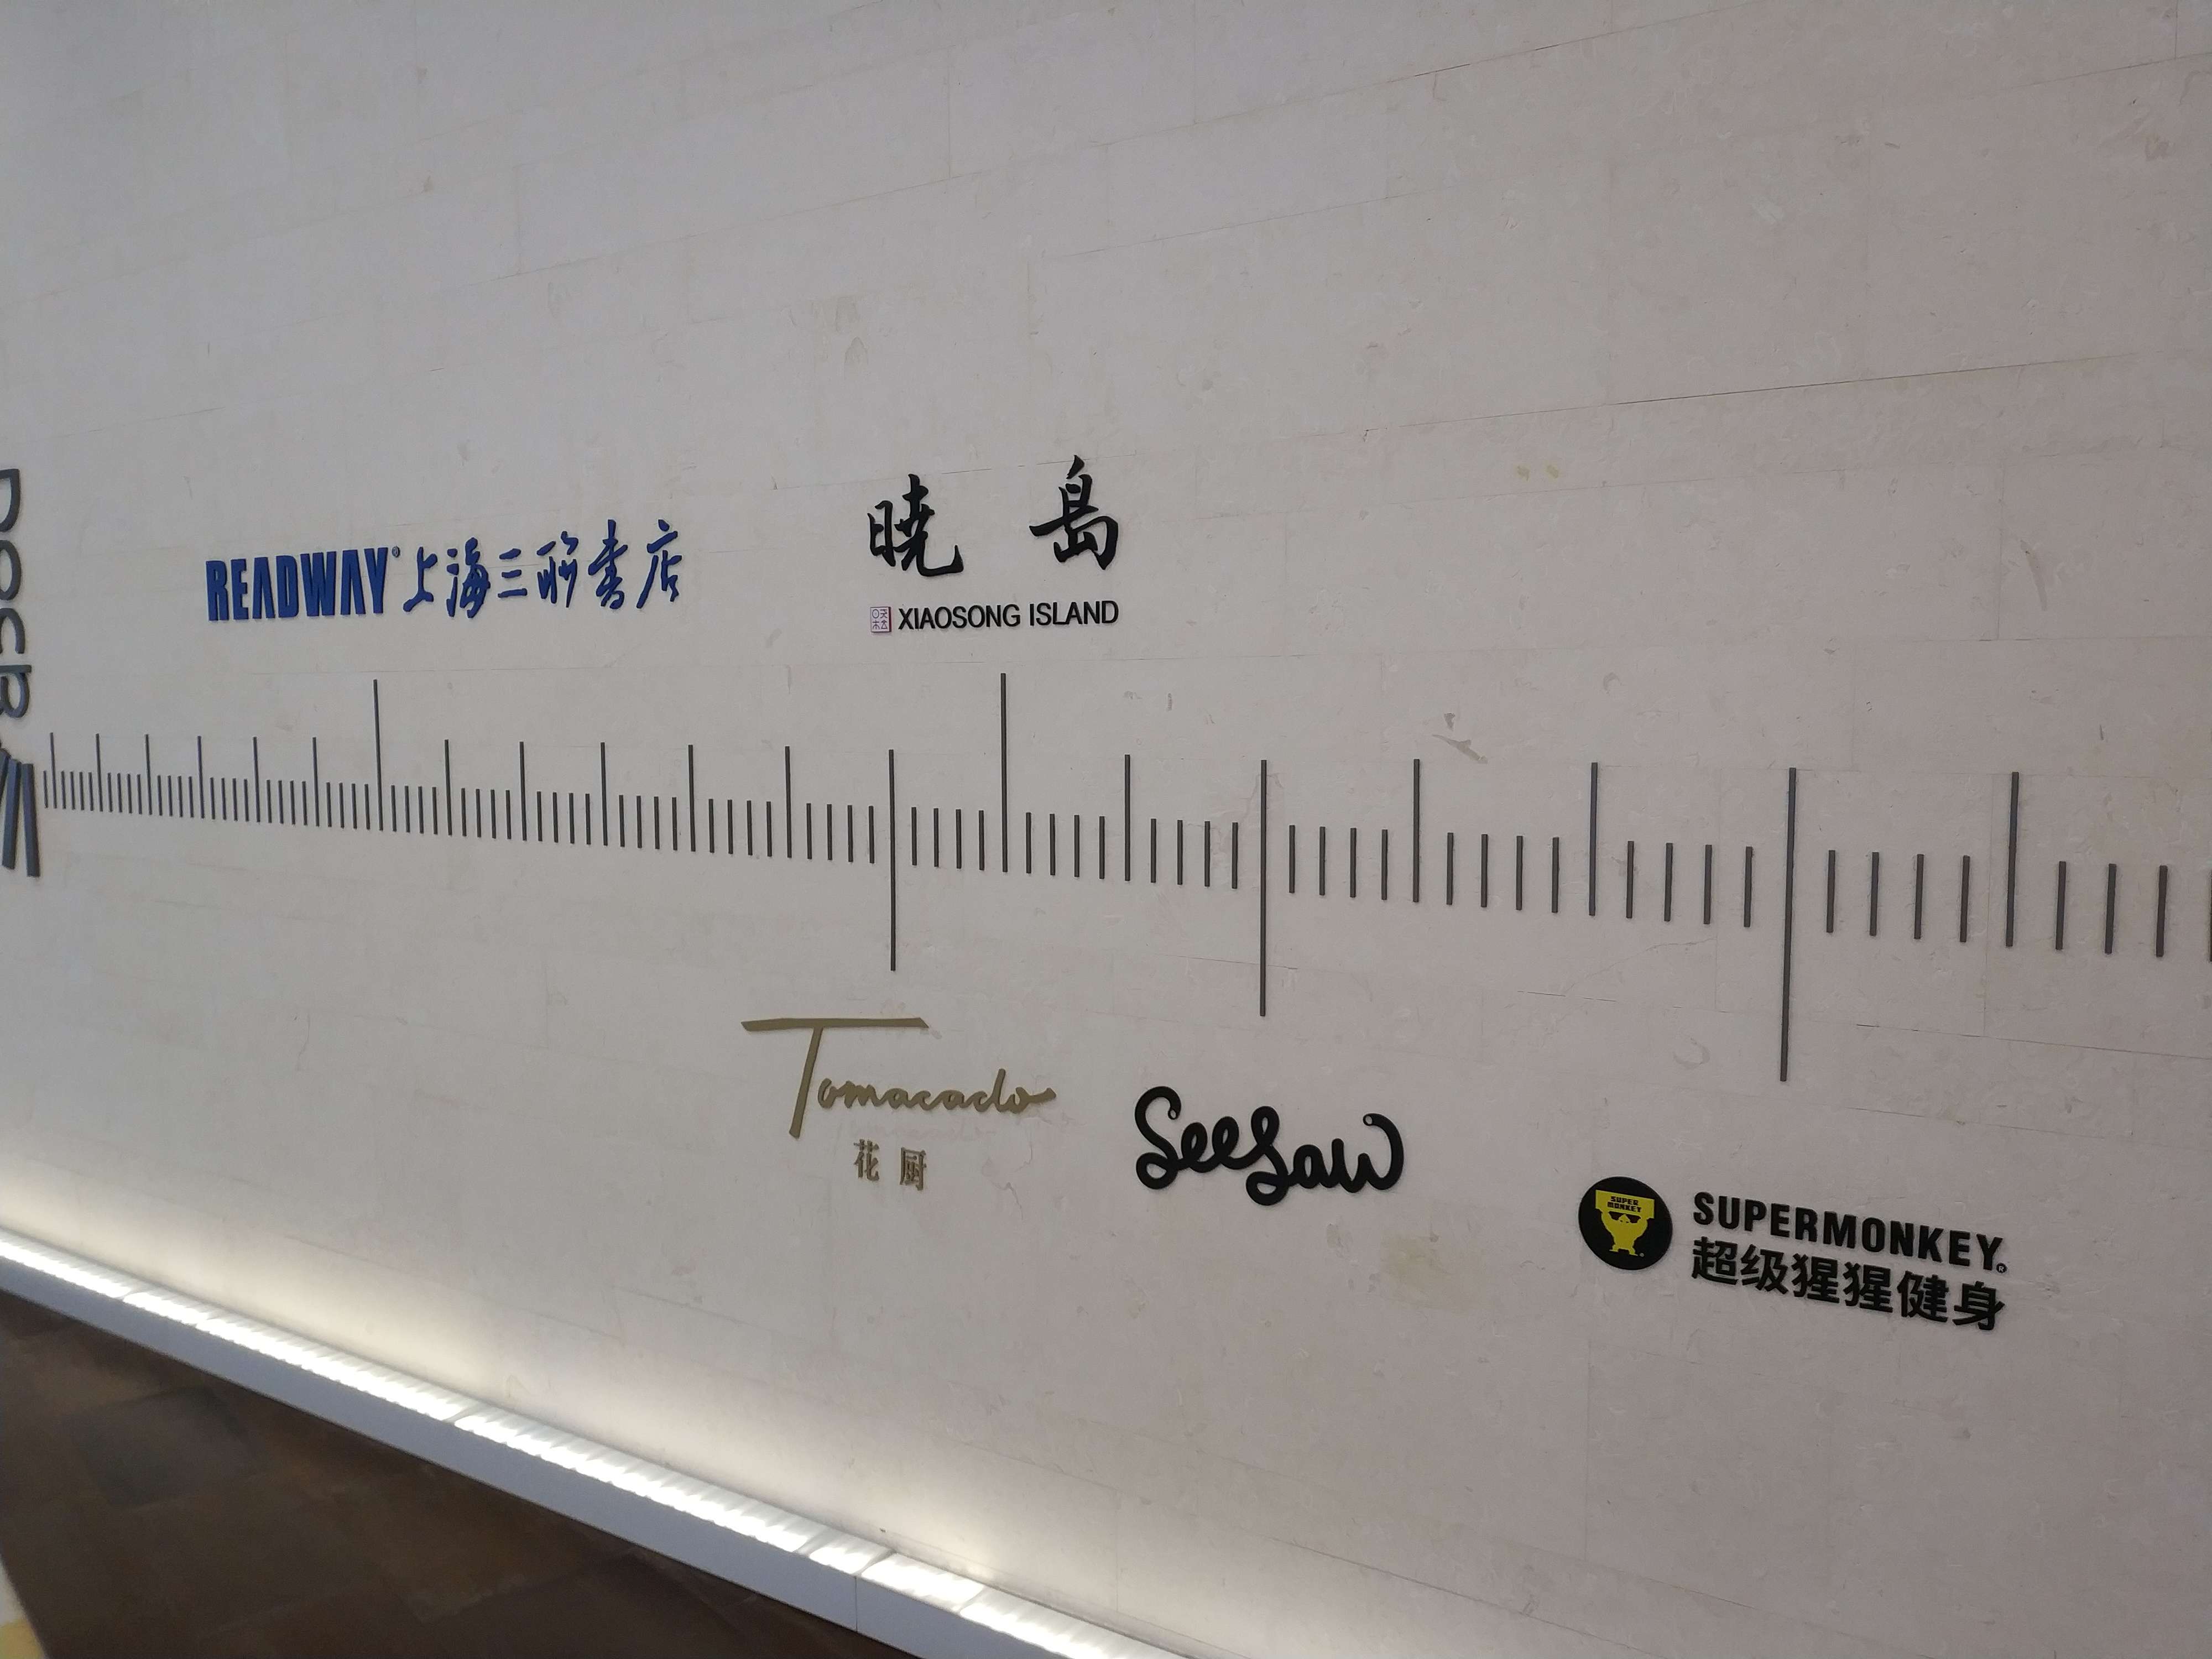 READWAY® 上海三联书店
晓 岛
XIAOSONG ISLAND
Tomacado
花厨
SeeSaw
SUPER
MONKEY
SUPERMONKEY®
超级猩猩健身